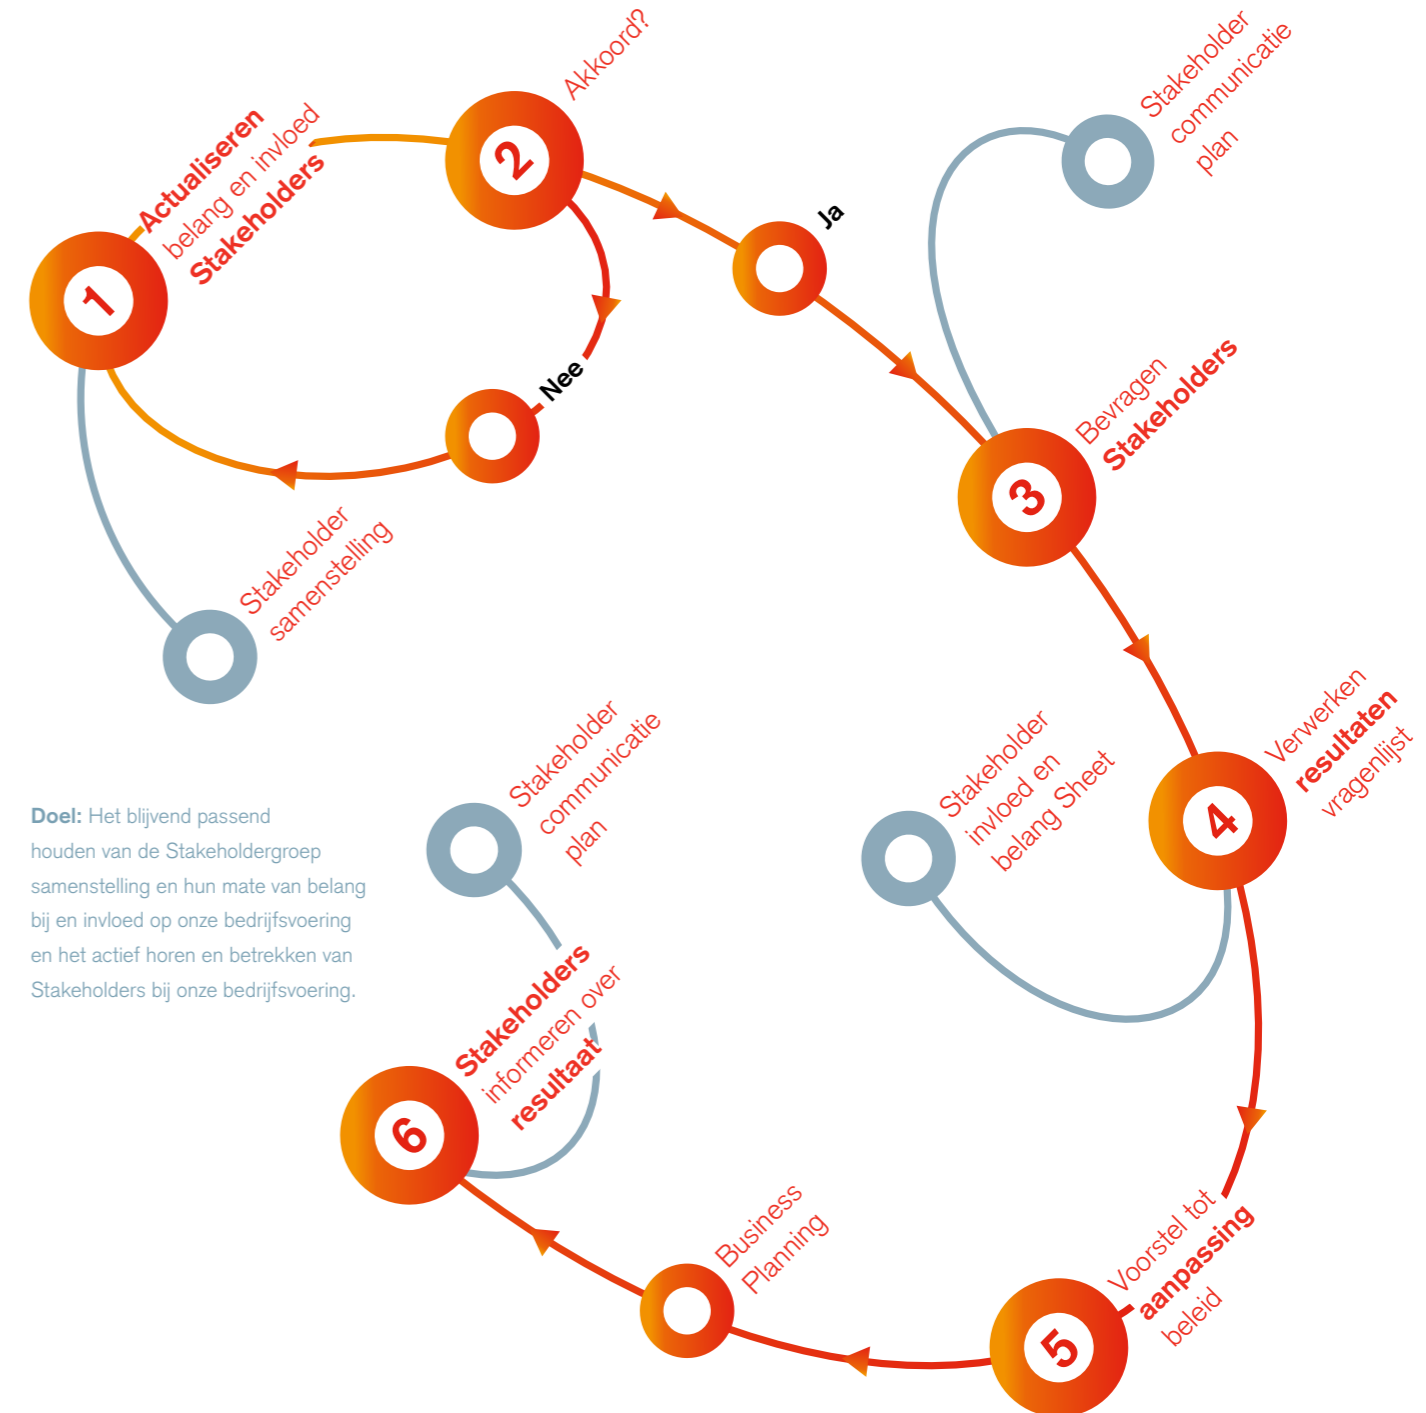 1
Actualiseren
belang en invloed
Stakeholders
2
Akkoord?
Ja
Nee
Stakeholder
samenstelling
Stakeholder
communicatie
plan
3
Bevragen
Stakeholders
4
Verwerken
resultaten
vragenlijst
Stakeholder
invloed en
belang Sheet
5
Voorstel tot
aanpassing
beleid
Business
Planning
6
Stakeholders
informeren over
resultaat
Stakeholder
communicatie
plan
Doel: Het blijvend passend
houden van de Stakeholdergroep
samenstelling en hun mate van belang
bij en invloed op onze bedrijfsvoering
en het actief horen en betrekken van
Stakeholders bij onze bedrijfsvoering.